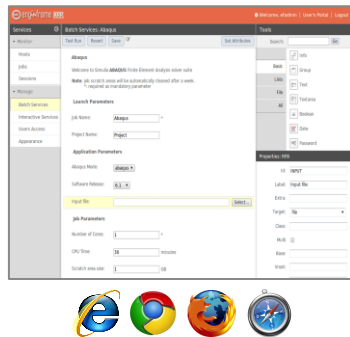 enginframe
Welcome, efadmin | User's Portal | Logout
Services
Batch Services: Abaqus
Tools
Monitor
Test Run Revert Save
Set Attributes
Search:
Go
Hosts
Jobs
Sessions
Manage
Batch Services
Interactive Services
Users Access
Appearance
Abaqus
Welcome to Simulia ABAQUS Finite Element Analysis solver suite
Note: job scratch areas will be automatically cleaned after a week.
*: required as mandatory parameter
Launch Parameters
Job Name: Abaqus *
Project Name: Project
Application Parameters
Abaqus Mode: abaqus
Software Release: 6.1
Input file
Select...
Job Parameters
Number of Cores: 1 *
CPU Time: 30 minutes
Scratch area size: 1 GB
Basic
Lists
File
All
Info
Group
Text
Textarea
Boolean
Date
Password
Properties: Mfk
Id: INPUT
Label: Input file
Extra:
Target: file
Class:
Multi
Base: